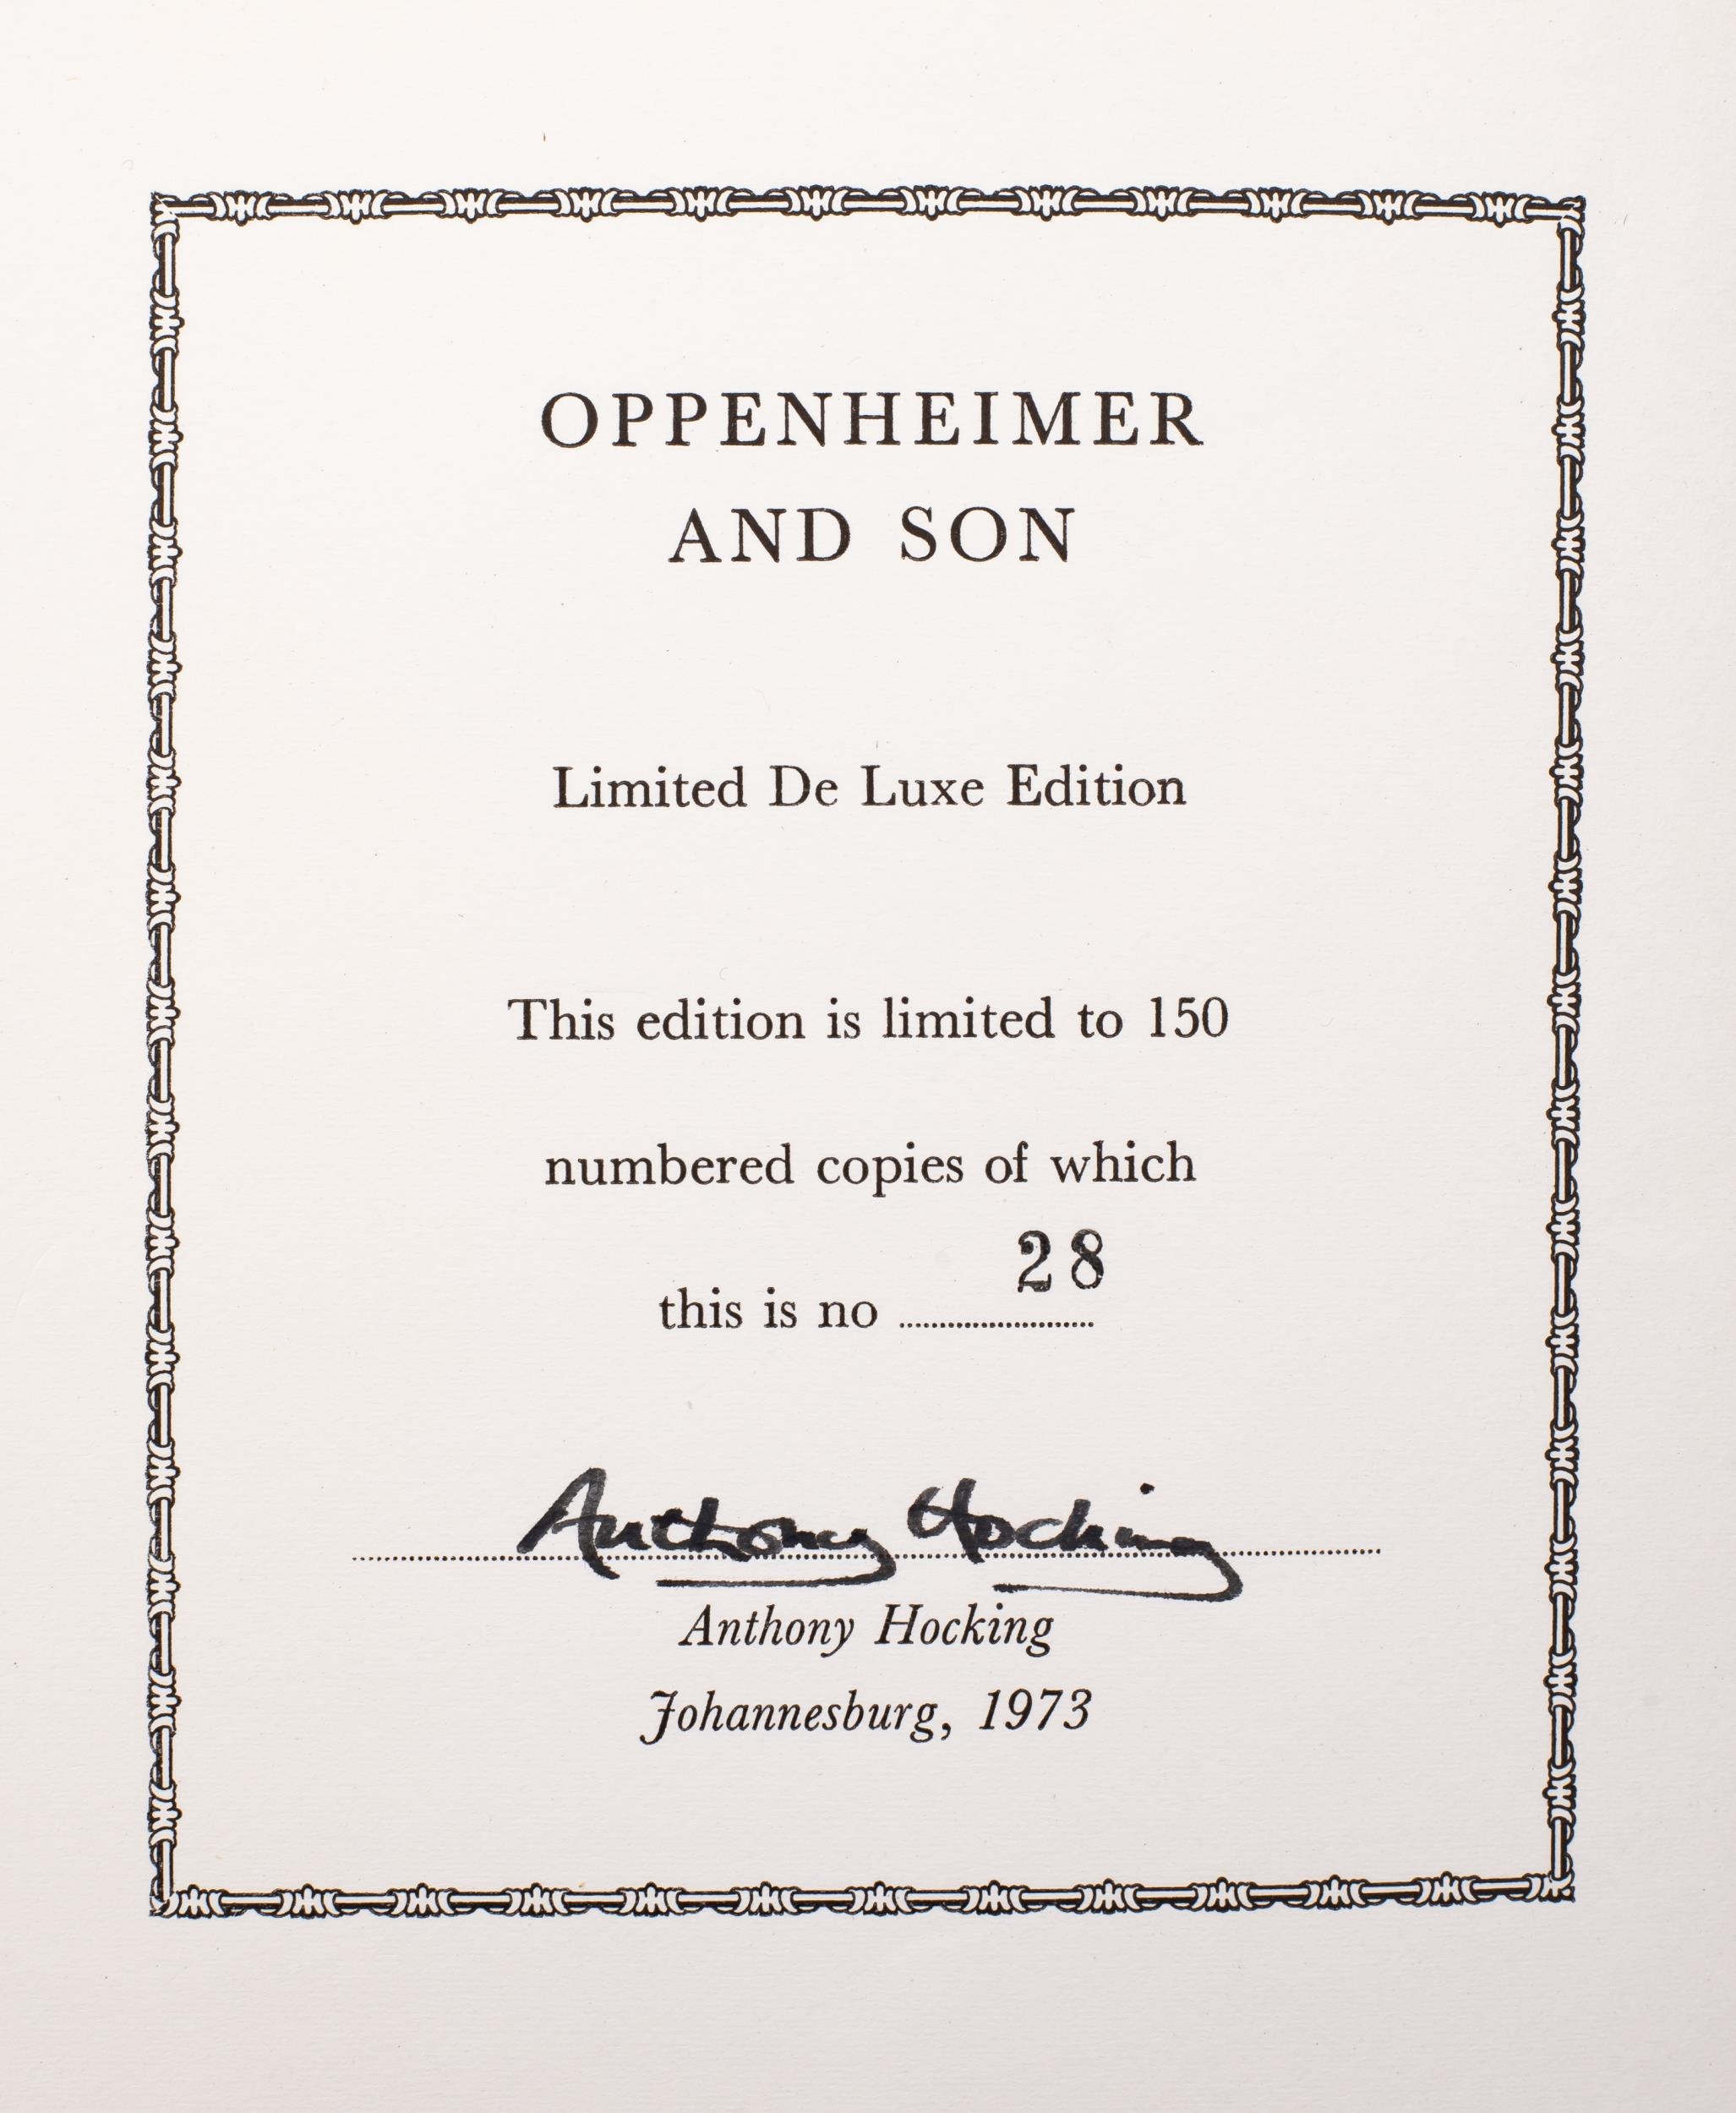 OPPENHEIMER
AND SON
Limited De Luxe Edition
This edition is limited to 150
numbered copies of which
28
this is no ........................
Anthony Hocking
Anthony Hocking
Johannesburg, 1973